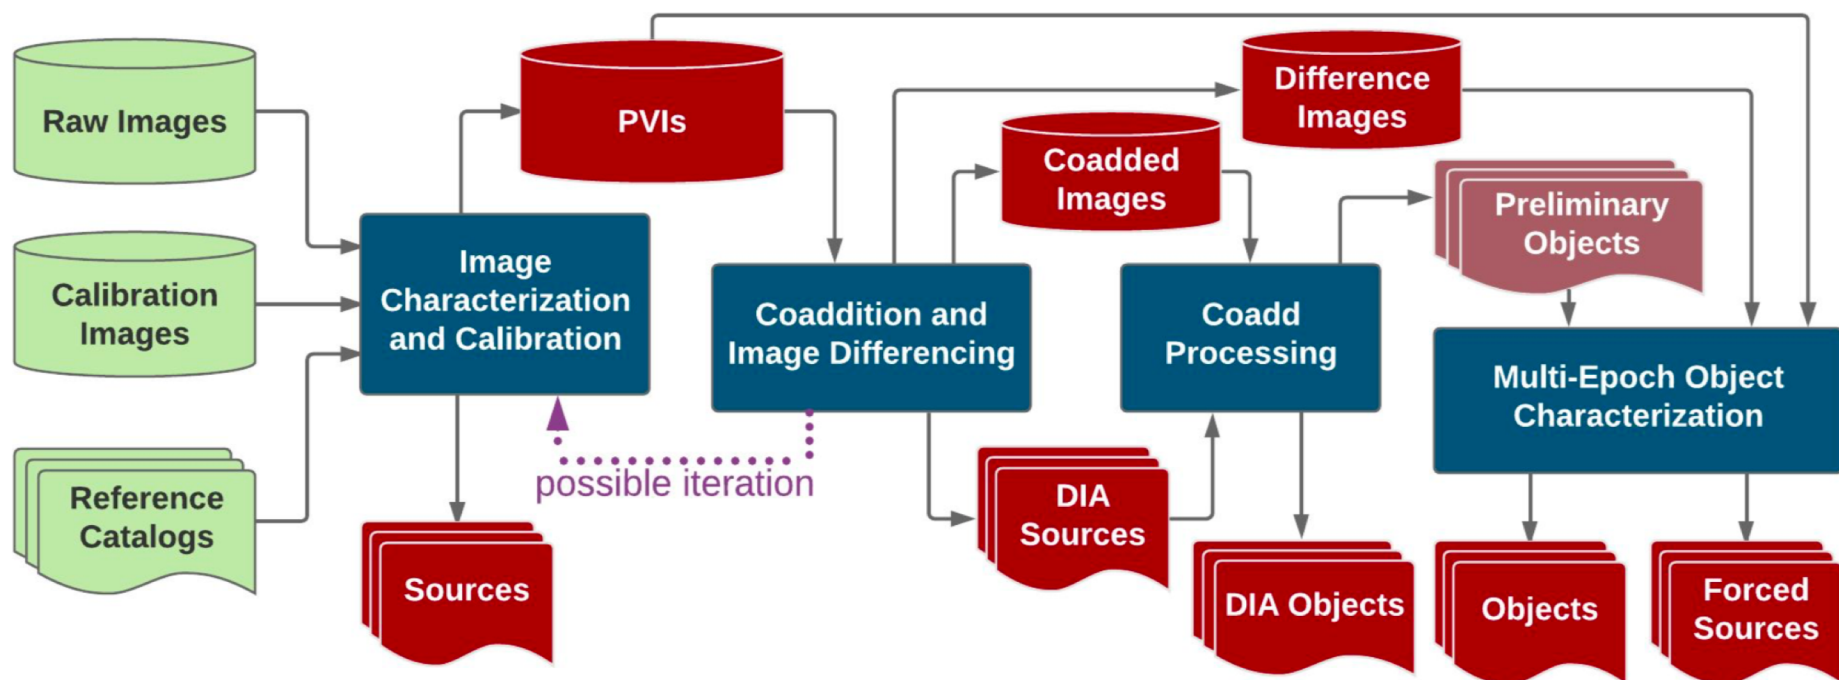 Raw Images
Calibration
Images
Reference
Catalogs
Image
Characterization
and Calibration
Sources
PVIs
possible iteration
Coaddition and
Image Differencing
Coadded
Images
Difference
Images
DIA
Sources
Coadd
Processing
DIA Objects
Preliminary
Objects
Multi-Epoch Object
Characterization
Objects
Forced
Sources